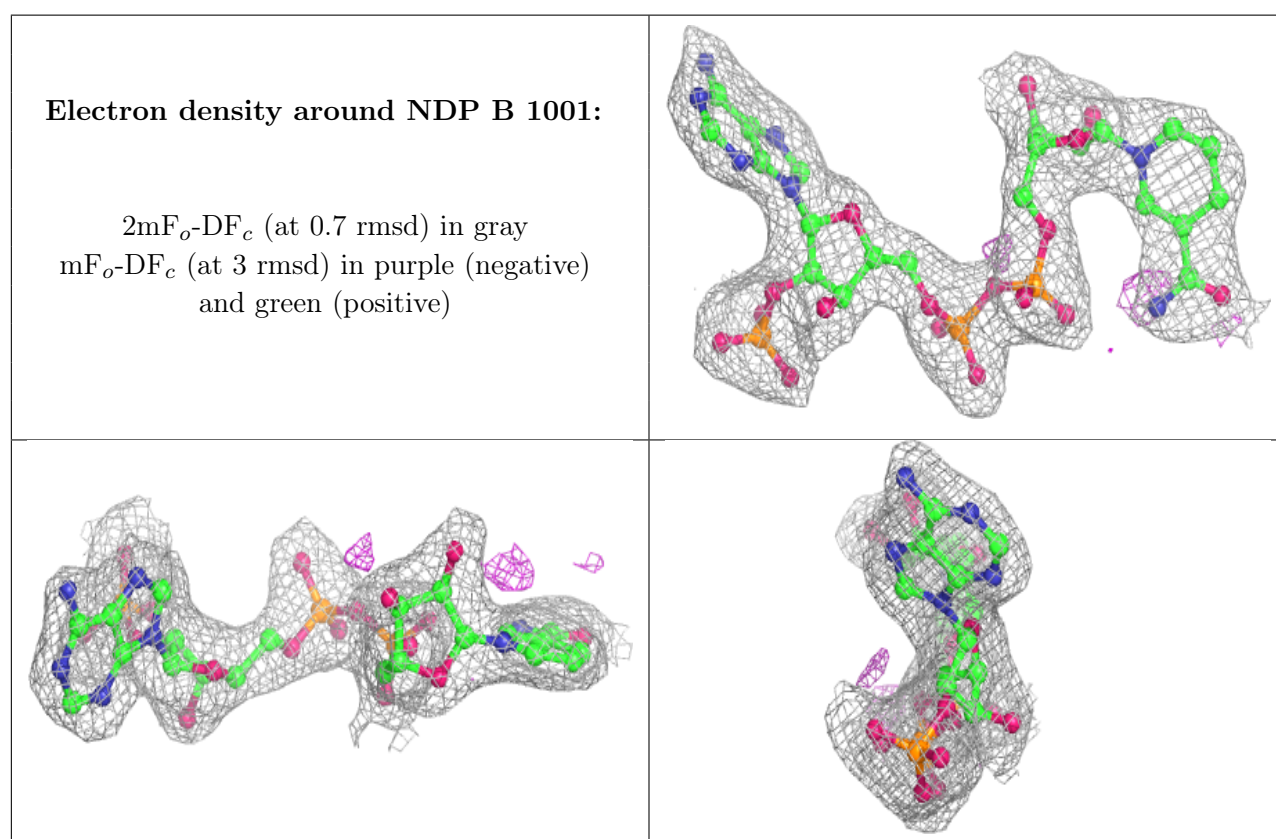 Electron density around NDP B 1001:
2mFo-DFc (at 0.7 rmsd) in gray
mFo-DFc (at 3 rmsd) in purple (negative)
and green (positive)